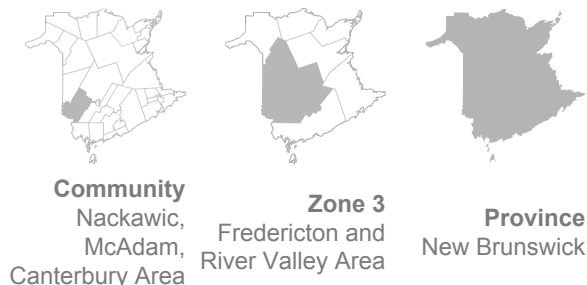 Community
Nackawic,
McAdam,
Canterbury Area
Zone 3
Fredericton and
River Valley Area
Province
New Brunswick